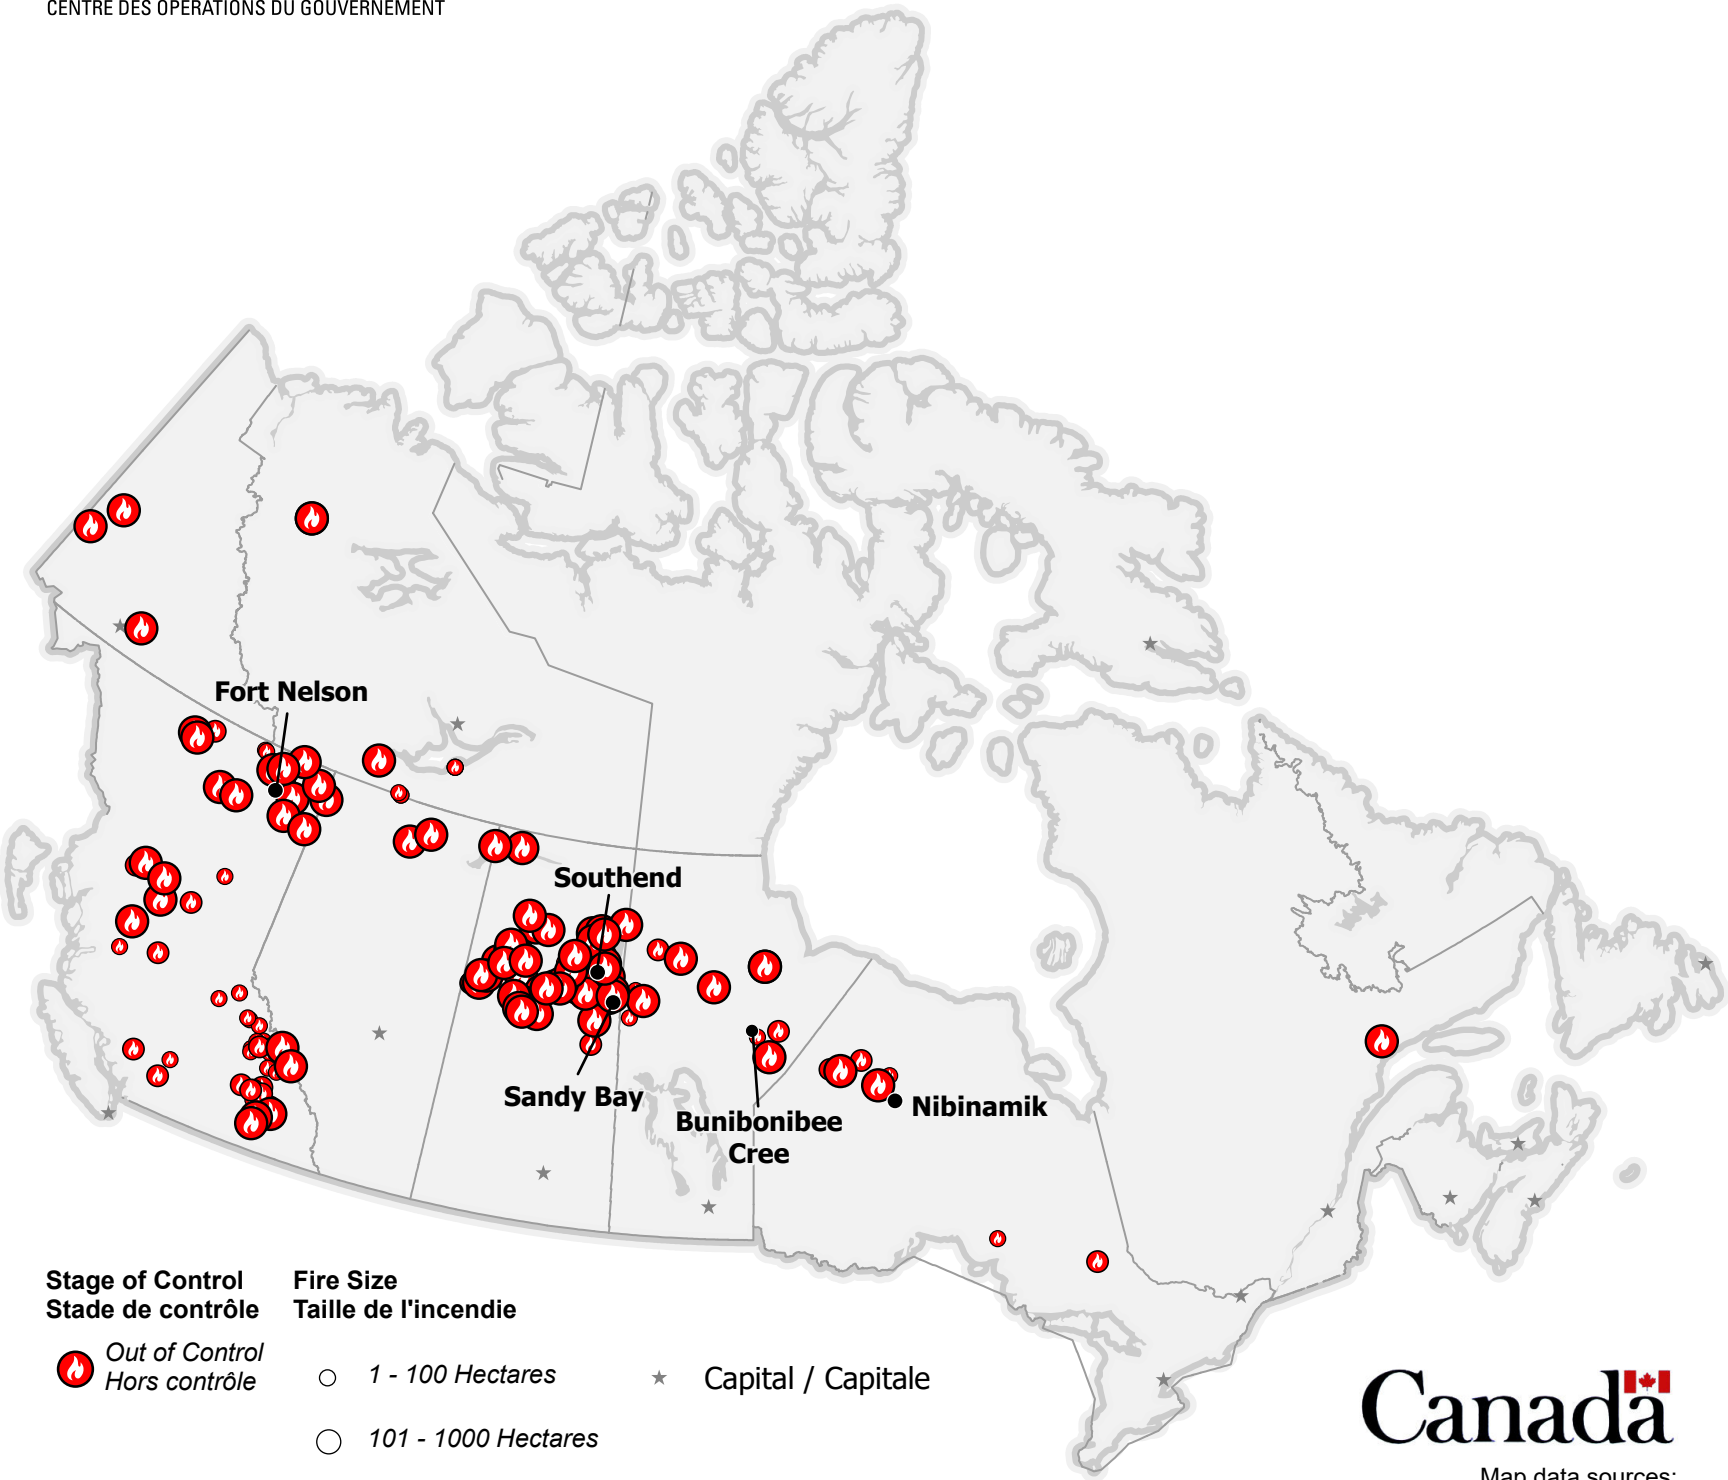 CENTRE DES OPÉRATIONS DU GOUVERNEMENT
Fort Nelson
Southend
Sandy Bay
Bunibonibee
Cree
Nibinamik
Stage of Control
Stade de contrôle
Out of Control
Hors contrôle
Fire Size
Taille de l'incendie
1 - 100 Hectares
101 - 1000 Hectares
Capital / Capitale
Canada
Map data sources: